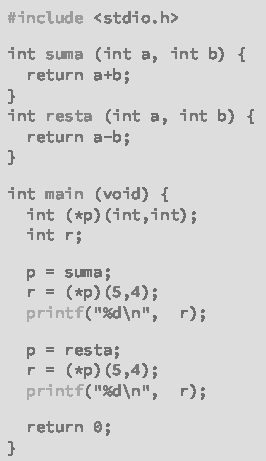 #include <stdio.h>
int suma (int a, int b) {
  return a+b;
}
int resta (int a, int b) {
  return a-b;
}
int main (void) {
  int (*p)(int,int);
  int r;
  p = suma;
  r = (*p)(5,4);
  printf("%d\n",  r);
  p = resta;
  r = (*p)(5,4);
  printf("%d\n",  r);
  return 0;
}